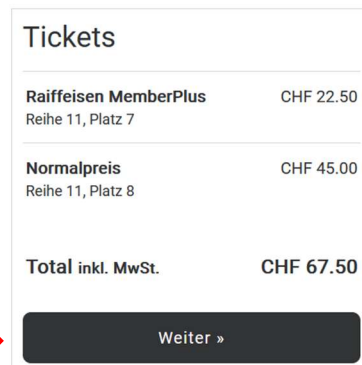 Tickets
Raiffeisen MemberPlus CHF 22.50
Reihe 11, Platz 7
Normalpreis CHF 45.00
Reihe 11, Platz 8
Total inkl. MwSt. CHF 67.50
Weiter »